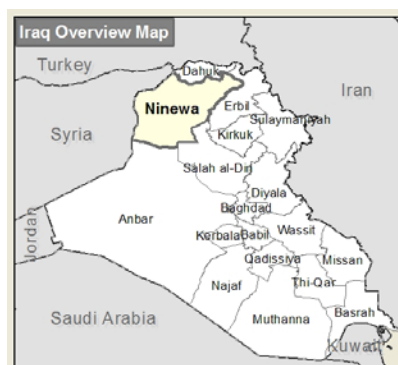 Iraq Overview Map
Turkey
Dahuk
Iran
Ninewa
Erbil
Sulaymaniyah
Kirkuk
Syria
Salah al-Din
Diyala
Baghdad
Anbar
Kerbala
Babil
Wassit
Jordan
Qadissiya
Missan
Najaf
Thi-Qar
Saudi Arabia
Muthanna
Basrah
Kuwait